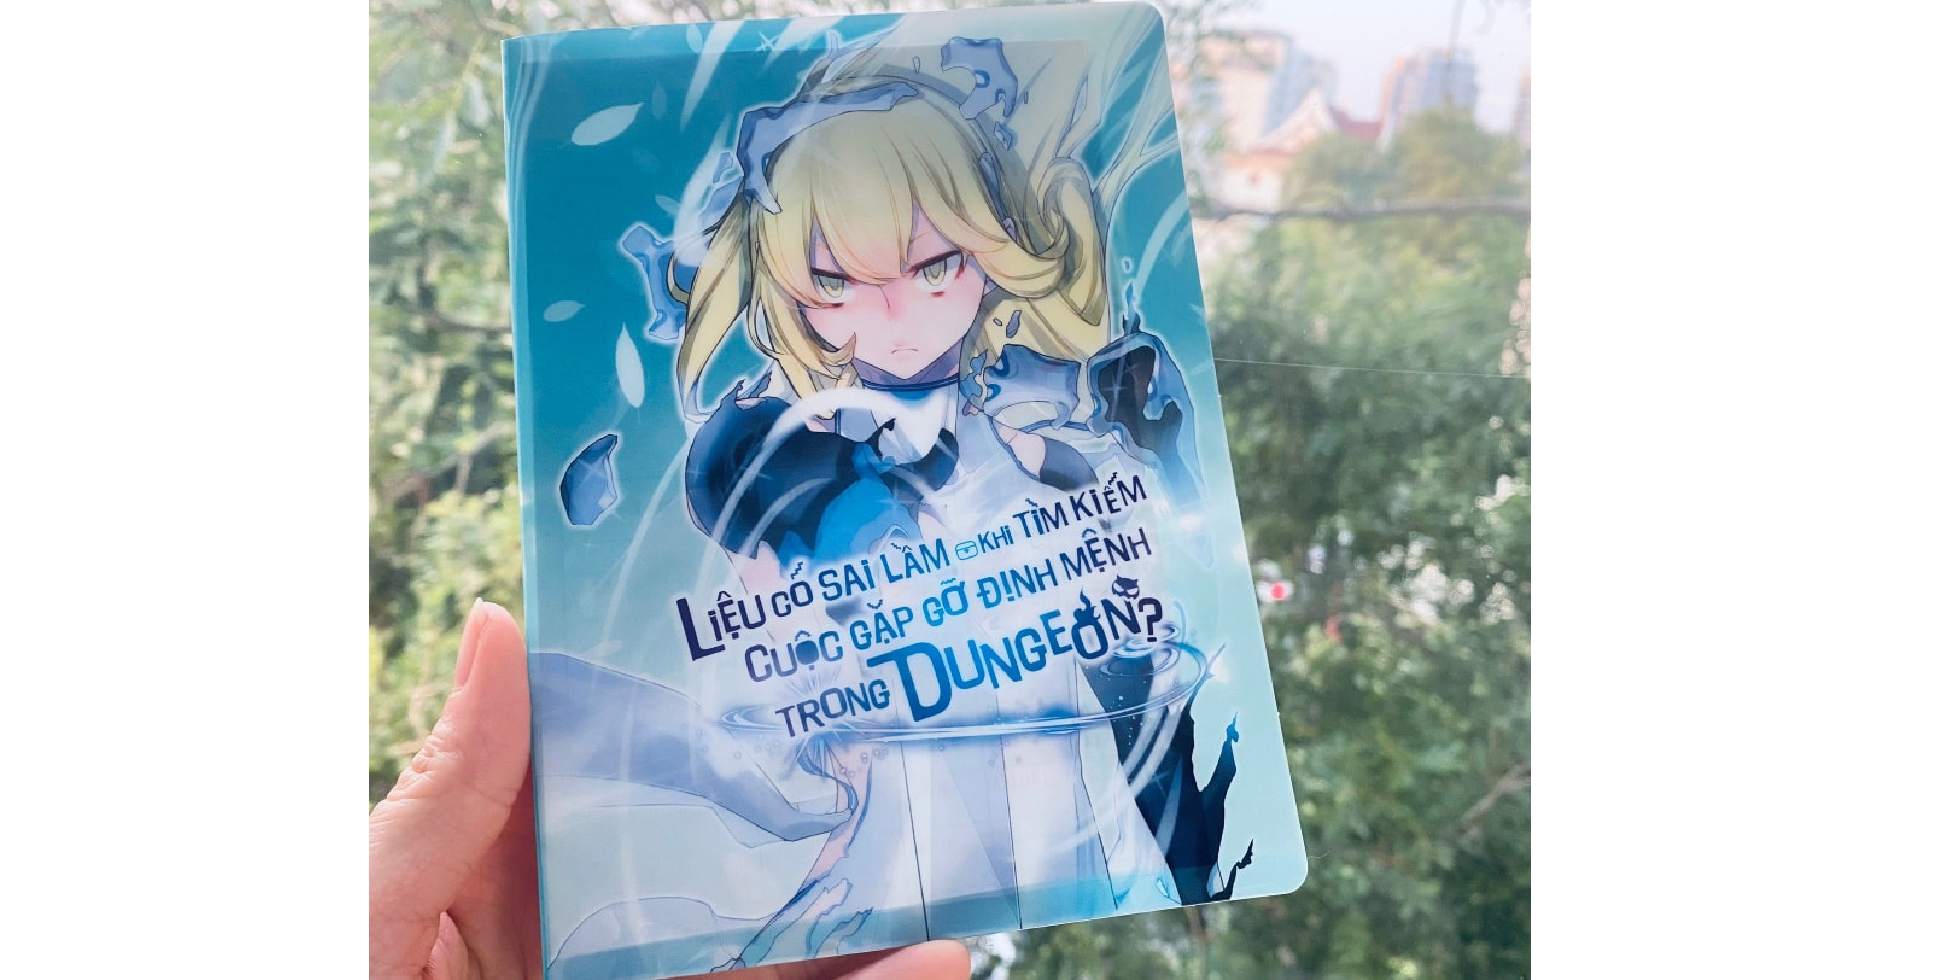 LIỆU CÓ SAI LẦM KHI TÌM KIẾM
CUỘC GẶP GỠ ĐỊNH MỆNH
TRONG DUNGEON?